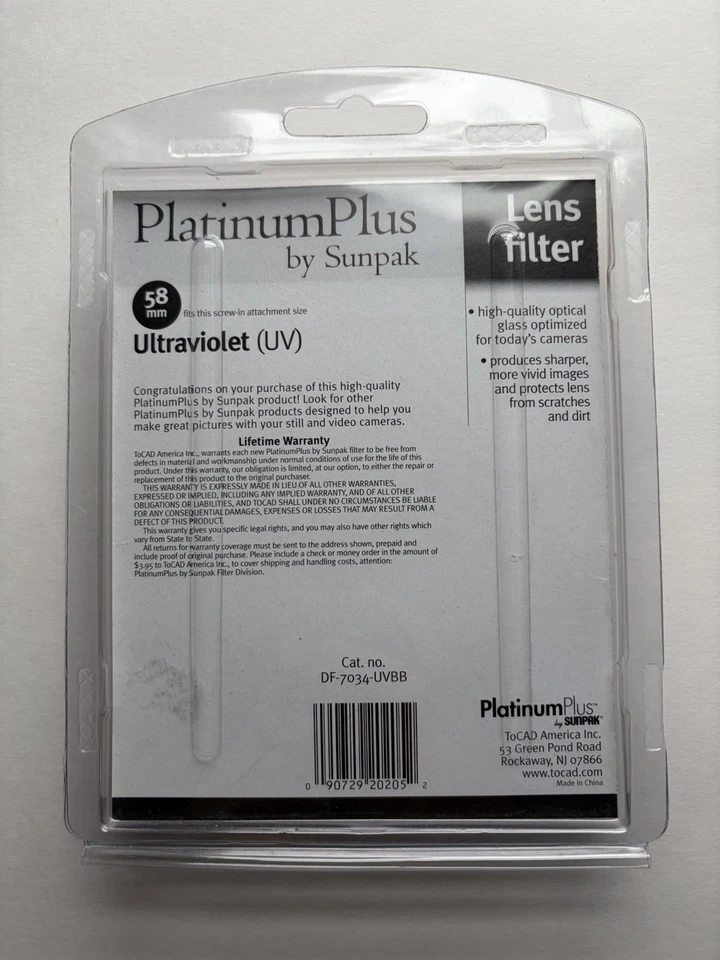 PlatinumPlus
by Sunpak
Lens
filter
58
mm
fits this screw-in attachment size
Ultraviolet (UV)
• high-quality optical
glass optimized
for today's cameras
• produces sharper,
more vivid images
and protects lens
from scratches
and dirt
Congratulations on your purchase of this high-quality
PlatinumPlus by Sunpak product! Look for other
PlatinumPlus by Sunpak products designed to help you
make great pictures with your still and video cameras.
Lifetime Warranty
ToCAD America Inc., warrants each new PlatinumPlus by Sunpak filter to be free from
defects in material and workmanship under normal conditions of use for the life of this
product. Under this warranty, our obligation is limited, at our option, to either the repair or
replacement of this product to the original purchaser.
THIS WARRANTY IS EXPRESSLY MADE IN LIEU OF ALL OTHER WARRANTIES,
EXPRESSED OR IMPLIED, INCLUDING ANY IMPLIED WARRANTY, AND OF ALL OTHER
OBLIGATIONS OR LIABILITIES, AND TOCAD SHALL UNDER NO CIRCUMSTANCES BE LIABLE
FOR ANY CONSEQUENTIAL DAMAGES, EXPENSES OR LOSSES THAT MAY RESULT FROM A
DEFECT OF THIS PRODUCT.
This warranty gives you specific legal rights, and you may also have other rights which
vary from State to State.
All returns for warranty coverage must be sent to the address shown, prepaid and
include proof of original purchase. Please include a check or money order in the amount of
$3.95 to ToCAD America Inc., to cover shipping and handling costs, attention:
PlatinumPlus by Sunpak Filter Division.
Cat. no.
DF-7034-UVBB
0 90729 20205 2
PlatinumPlus™
by SUNPAK®
ToCAD America Inc.
53 Green Pond Road
Rockaway, NJ 07866
www.tocad.com
Made in China